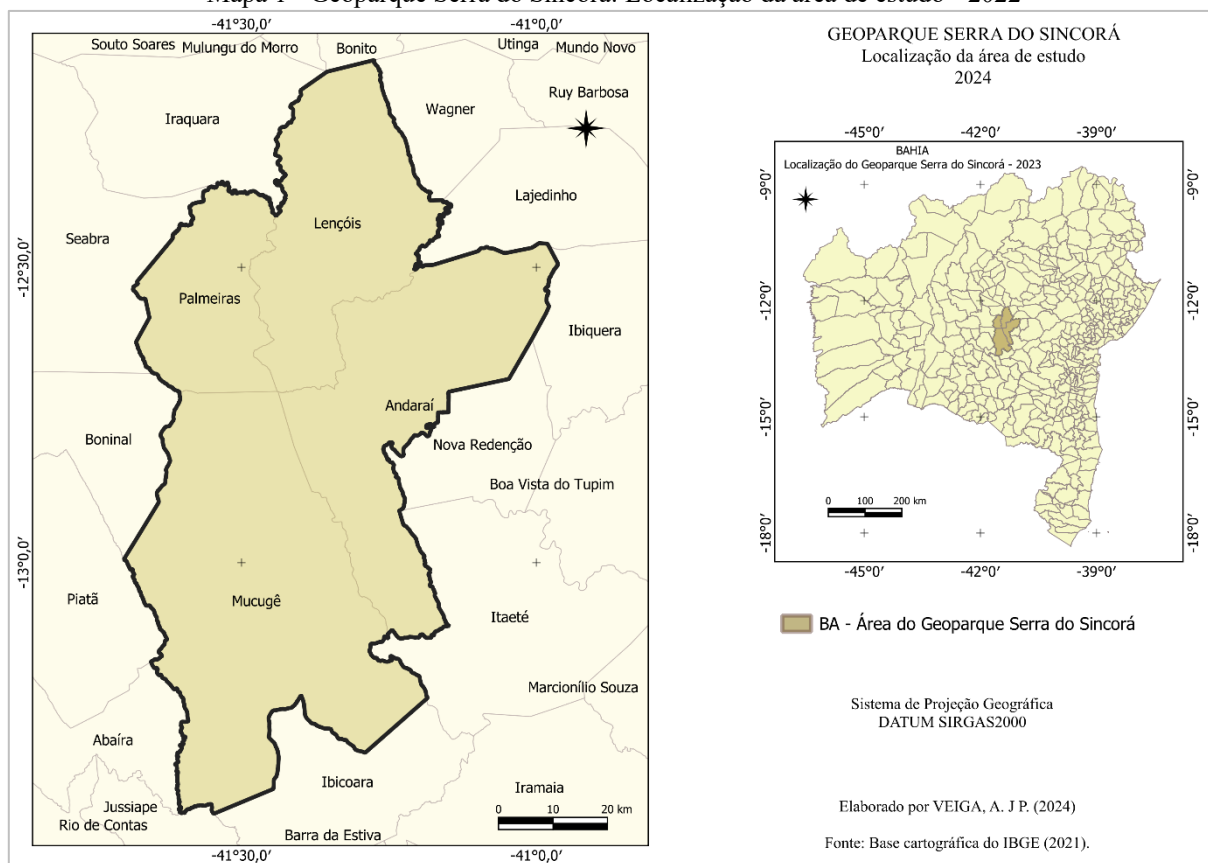 Mapa 1 - Geoparque Serra do Sincorá: Localização da área de estudo - 2022
-41°30,0'
-41°0,0'
Souto Soares
Mulungu do Morro
Bonito
Utinga
Mundo Novo
Iraquara
Wagner
Ruy Barbosa
Lençóis
Lajedinho
Seabra
-12°30,0'
Palmeiras
Ibiquera
Andaraí
Boninal
Nova Redenção
Boa Vista do Tupim
-13°0,0'
Piatã
Mucugê
Itaeté
Marcionílio Souza
Abaíra
Ibicoara
Iramaia
Jussiape
Rio de Contas
Barra da Estiva
0 10 20 km
-41°30,0'
-41°0,0'
GEOPARQUE SERRA DO SINCORÁ
Localização da área de estudo
2024
-45°0'
-42°0'
-39°0'
BAHIA
Localização do Geoparque Serra do Sincorá - 2023
-9°0'
-9°0'
-12°0'
-12°0'
-15°0'
-15°0'
0 100 200 km
-18°0'
-18°0'
-45°0'
-42°0'
-39°0'
BA - Área do Geoparque Serra do Sincorá
Sistema de Projeção Geográfica
DATUM SIRGAS2000
Elaborado por VEIGA, A. J P. (2024)
Fonte: Base cartográfica do IBGE (2021).